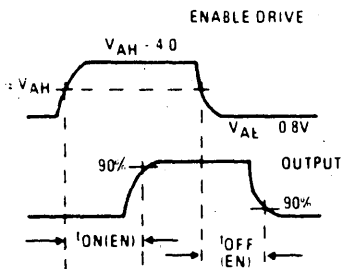 ENABLE DRIVE
VAH - 4.0
= VAH
VAL 0.8V
90%
OUTPUT
90%
tON(EN)
tOFF
(EN)